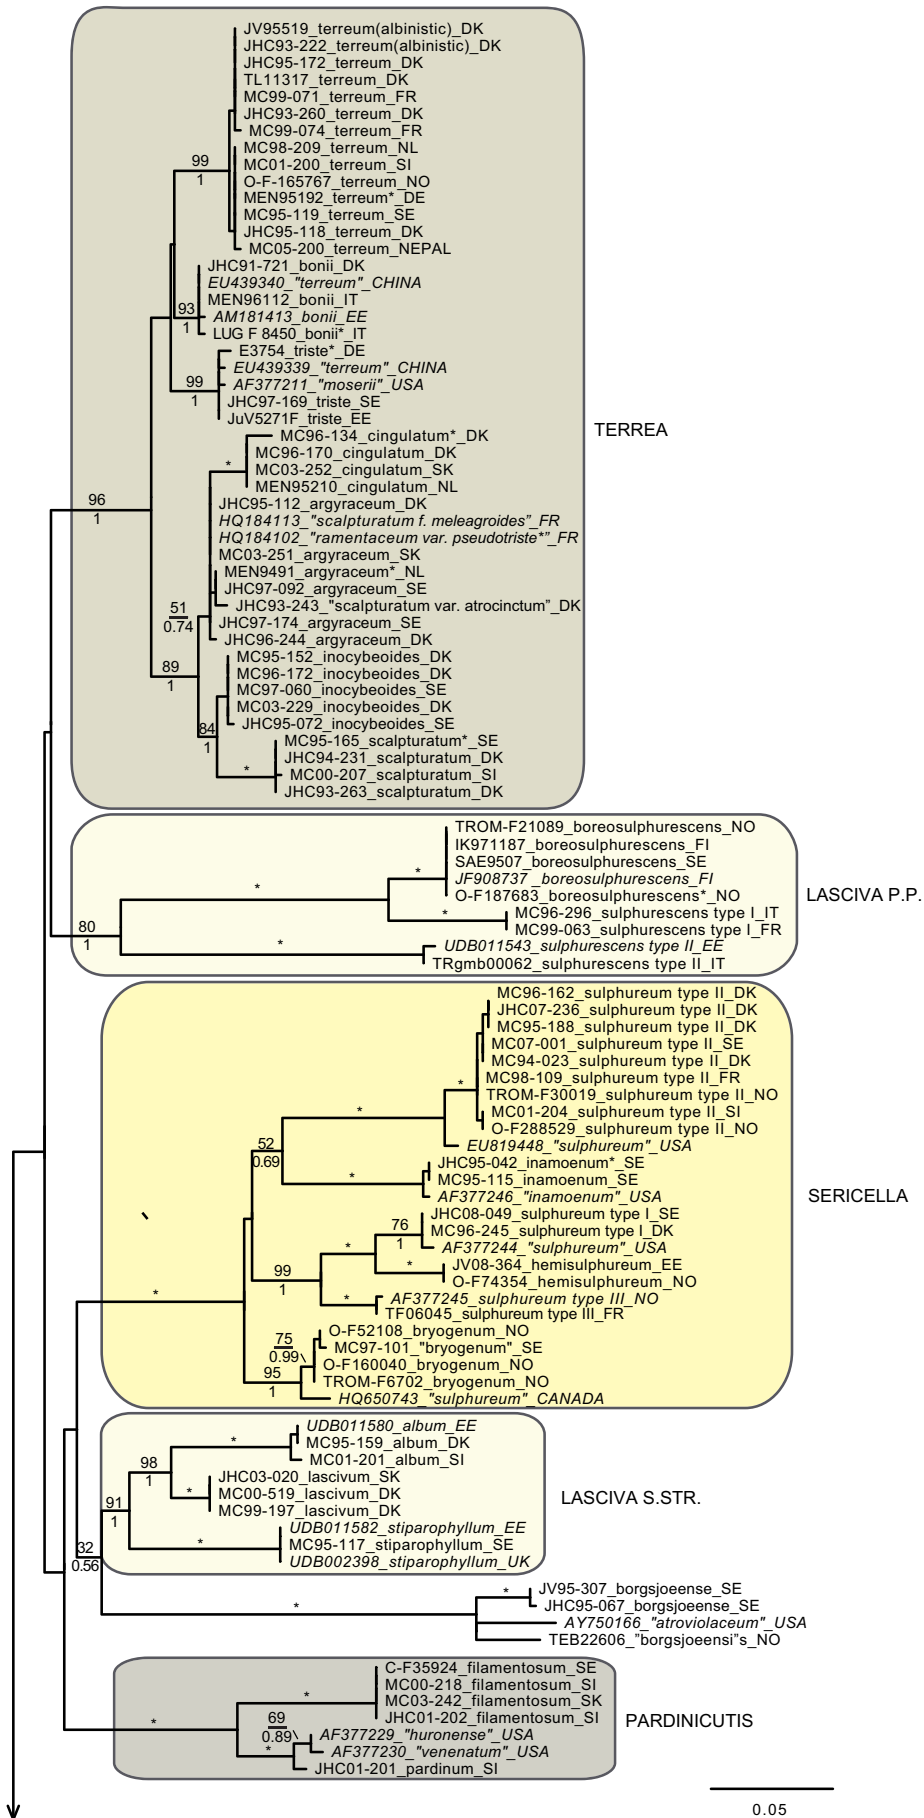 JV95519_terreum(albinistic)_DK
JHC93-222_terreum(albinistic)_DK
JHC95-172_terreum_DK
TL11317_terreum_DK
MC99-071_terreum_FR
JHC93-260_terreum_DK
MC99-074_terreum_FR
MC98-209_terreum_NL
99
MC01-200_terreum_SI
1
O-F-165767_terreum_NO
MEN95192_terreum*_DE
MC95-119_terreum_SE
JHC95-118_terreum_DK
MC05-200_terreum_NEPAL
JHC91-721_bonii_DK
EU439340_"terreum"_CHINA
MEN96112_bonii_IT
93
AM181413_bonii_EE
1
LUG F 8450_bonii*_IT
E3754_triste*_DE
EU439339_"terreum"_CHINA
99
AF377211_"moserii"_USA
1
JHC97-169_triste_SE
JuV5271F_triste_EE
TERREA
MC96-134_cingulatum*_DK
MC96-170_cingulatum_DK
*
MC03-252_cingulatum_SK
MEN95210_cingulatum_NL
96
1
JHC95-112_argyraceum_DK
HQ184113_"scalpturatum f. meleagroides”_FR
HQ184102_"ramentaceum var. pseudotriste*”_FR
MC03-251_argyraceum_SK
MEN9491_argyraceum*_NL
JHC97-092_argyraceum_SE
JHC93-243_"scalpturatum var. atrocinctum”_DK
51
0.74
JHC97-174_argyraceum_SE
JHC96-244_argyraceum_DK
MC95-152_inocybeoides_DK
89
1
MC96-172_inocybeoides_DK
MC97-060_inocybeoides_SE
MC03-229_inocybeoides_DK
JHC95-072_inocybeoides_SE
84
1
MC95-165_scalpturatum*_SE
JHC94-231_scalpturatum_DK
*
MC00-207_scalpturatum_SI
JHC93-263_scalpturatum_DK
TROM-F21089_boreosulphurescens_NO
IK971187_boreosulphurescens_FI
SAE9507_boreosulphurescens_SE
*
JF908737_boreosulphurescens_FI
*
O-F187683_boreosulphurescens*_NO
LASCIVA P.P.
*
MC96-296_sulphurescens type I_IT
80
1
MC99-063_sulphurescens type I_FR
*
UDB011543_sulphurescens type II_EE
TRgmb00062_sulphurescens type II_IT
MC96-162_sulphureum type II_DK
JHC07-236_sulphureum type II_DK
MC95-188_sulphureum type II_DK
MC07-001_sulphureum type II_SE
MC94-023_sulphureum type II_DK
MC98-109_sulphureum type II_FR
*
TROM-F30019_sulphureum type II_NO
*
MC01-204_sulphureum type II_SI
O-F288529_sulphureum type II_NO
52
0.69
EU819448_"sulphureum"_USA
JHC95-042_inamoenum*_SE
*
MC95-115_inamoenum_SE
AF377246_"inamoenum"_USA
SERICELLA
JHC08-049_sulphureum type I_SE
76
1
MC96-245_sulphureum type I_DK
*
AF377244_"sulphureum"_USA
*
JV08-364_hemisulphureum_EE
99
1
O-F74354_hemisulphureum_NO
*
*
AF377245_sulphureum type III_NO
TF06045_sulphureum type III_FR
O-F52108_bryogenum_NO
75
0.99
MC97-101_"bryogenum"_SE
O-F160040_bryogenum_NO
95
1
TROM-F6702_bryogenum_NO
HQ650743_"sulphureum"_CANADA
UDB011580_album_EE
*
MC95-159_album_DK
MC01-201_album_SI
98
1
JHC03-020_lascivum_SK
*
MC00-519_lascivum_DK
LASCIVA S.STR.
91
1
MC99-197_lascivum_DK
UDB011582_stiparophyllum_EE
*
MC95-117_stiparophyllum_SE
UDB002398_stiparophyllum_UK
32
0.56
*
JV95-307_borgsjoeense_SE
*
JHC95-067_borgsjoeense_SE
AY750166_"atroviolaceum"_USA
TEB22606_”borgsjoeensi”s_NO
C-F35924_filamentosum_SE
MC00-218_filamentosum_SI
*
MC03-242_filamentosum_SK
JHC01-202_filamentosum_SI
PARDINICUTIS
*
69
0.89
AF377229_"huronense"_USA
*
AF377230_"venenatum"_USA
JHC01-201_pardinum_SI
0.05